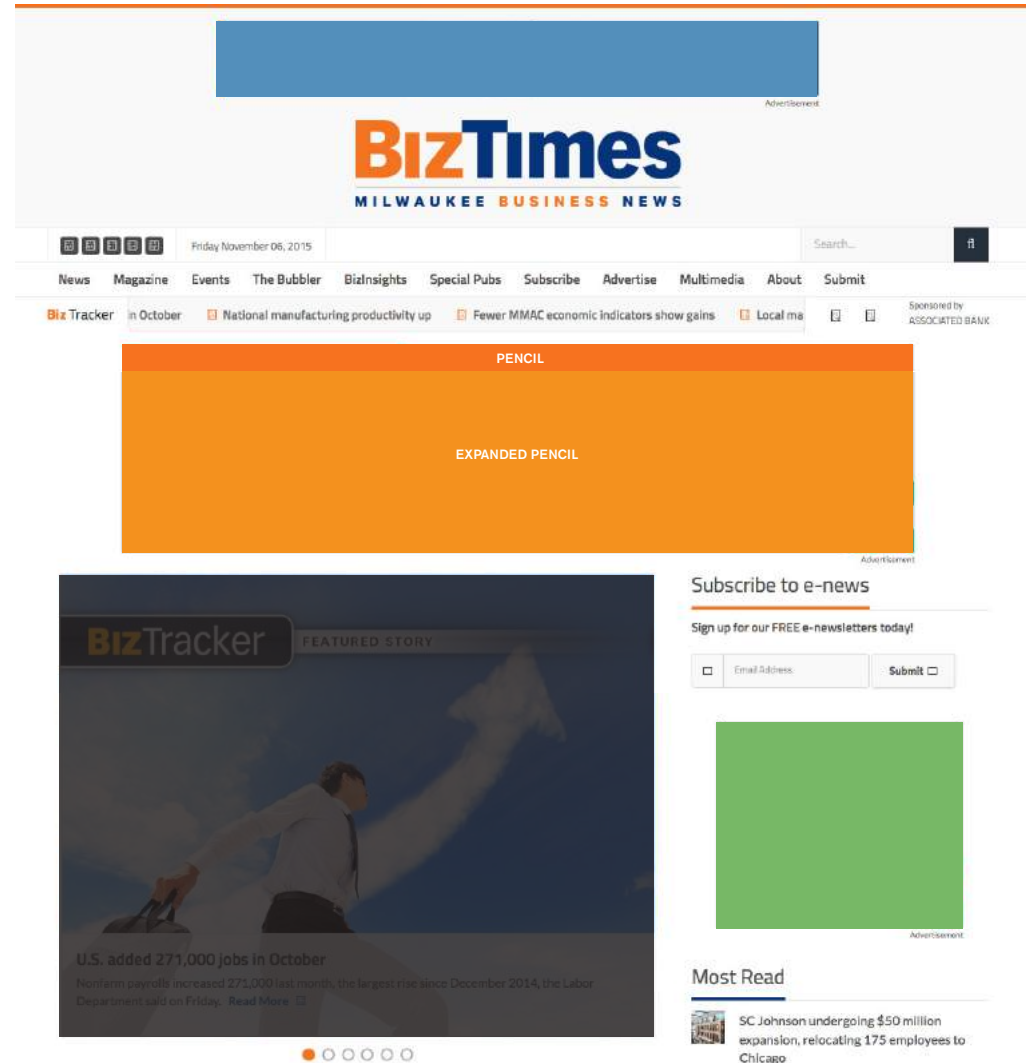 Advertisement
BizTimes
MILWAUKEE BUSINESS NEWS
Friday November 06, 2015
Search...
News Magazine Events The Bubbler BizInsights Special Pubs Subscribe Advertise Multimedia About Submit
Biz Tracker in October National manufacturing productivity up Fewer MMAC economic indicators show gains Local ma
Sponsored by
ASSOCIATED BANK
PENCIL
EXPANDED PENCIL
Advertisement
BizTracker FEATURED STORY
U.S. added 271,000 jobs in October
Nonfarm payrolls increased 271,000 last month, the largest rise since December 2014, the Labor
Department said on Friday. Read More
Subscribe to e-news
Sign up for our FREE e-newsletters today!
Email Address Submit
Advertisement
Most Read
SC Johnson undergoing $50 million
expansion, relocating 175 employees to
Chicago